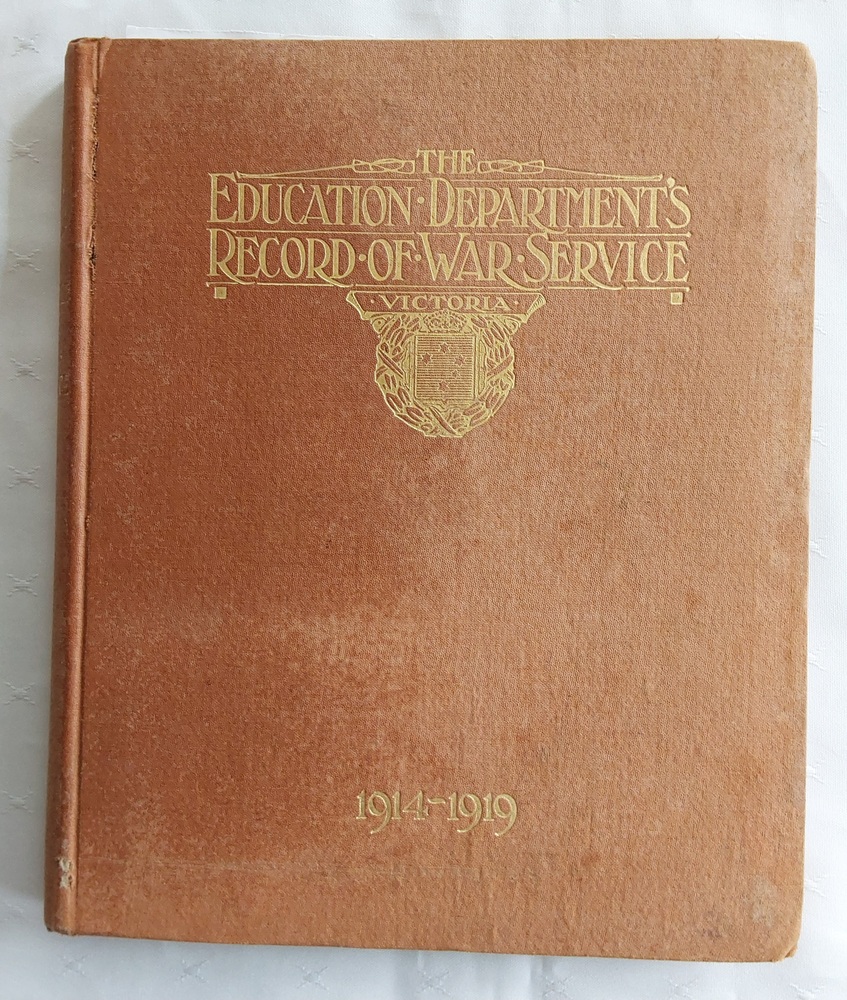 THE
EDUCATION·DEPARTMENT'S
RECORD·OF·WAR·SERVICE
·VICTORIA·
1914-1919